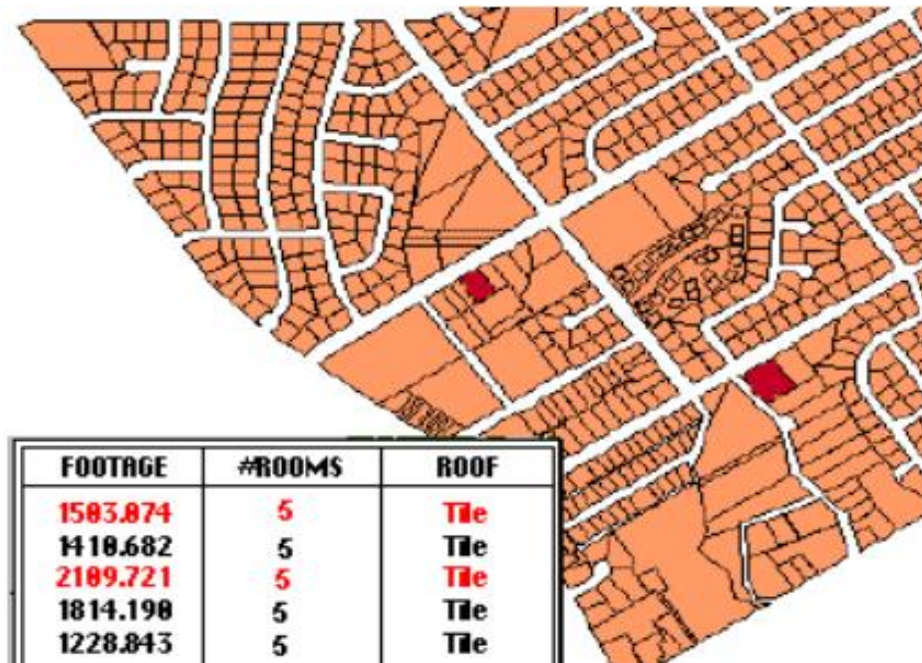 FOOTAGE #ROOMS ROOF
1503.074 5 Tile
1410.682 5 Tile
2109.721 5 Tile
1814.190 5 Tile
1228.843 5 Tile